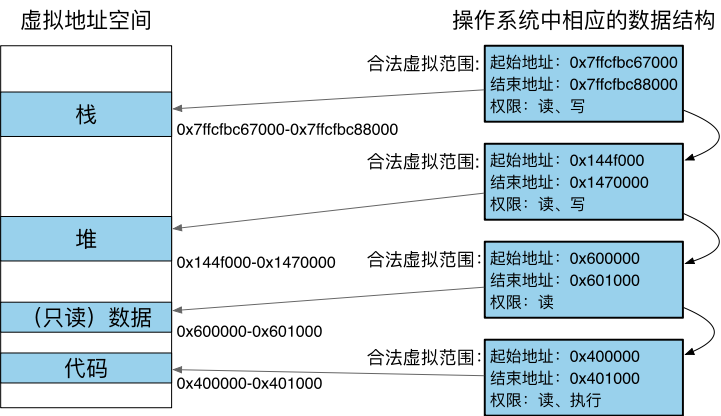 虚拟地址空间
操作系统中相应的数据结构
合法虚拟范围:
起始地址：0x7ffcfbc67000
结束地址：0x7ffcfbc88000
权限：读、写
栈
0x7ffcfbc67000-0x7ffcfbc88000
合法虚拟范围:
起始地址：0x144f000
结束地址：0x1470000
权限：读、写
堆
0x144f000-0x1470000
合法虚拟范围：
起始地址：0x600000
结束地址：0x601000
权限：读
（只读）数据
0x600000-0x601000
合法虚拟范围：
起始地址：0x400000
结束地址：0x401000
权限：读、执行
代码
0x400000-0x401000